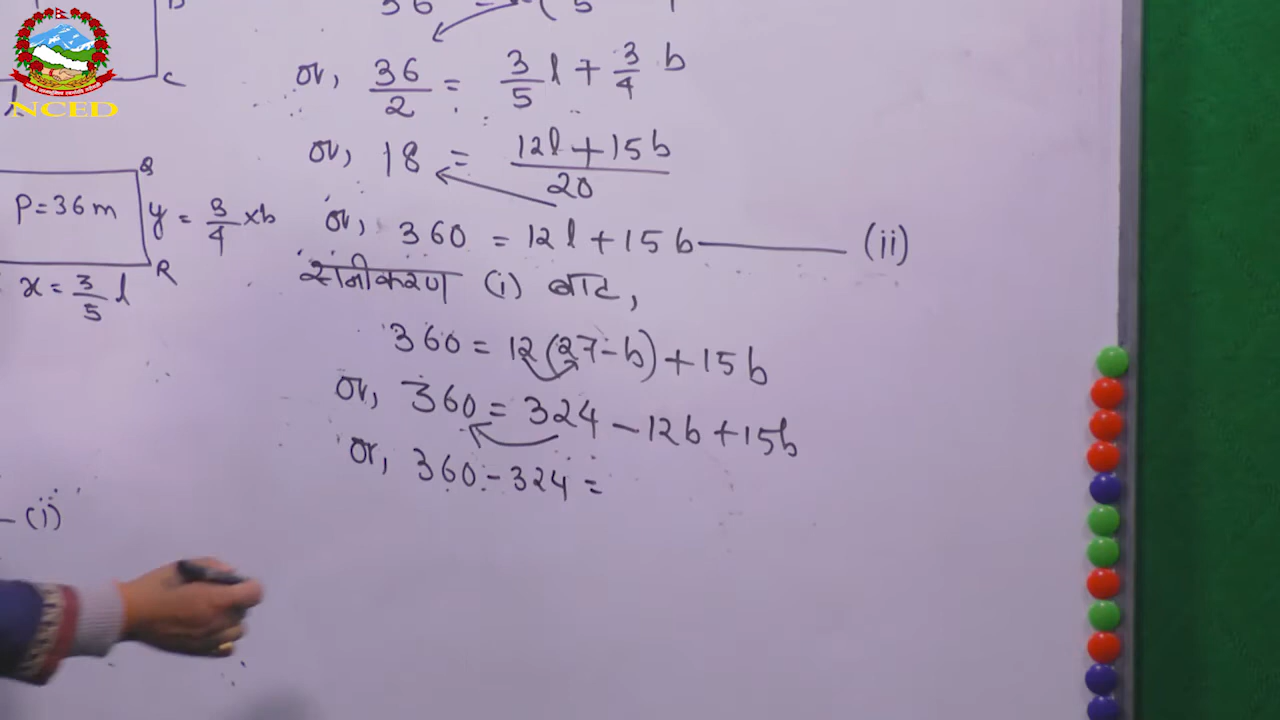 NCED
C
Q
P=36m
y = 3/4 × b
R
x = 3/5 l
(i)
36 =
or, 36/2 = 3/5 l + 3/4 b
or, 18 = 12l + 15b / 20
or, 360 = 12l + 15b (ii)
समीकरण (i) बाट,
360 = 12(27-b) + 15b
or, 360 = 324 - 12b + 15b
or, 360 - 324 =